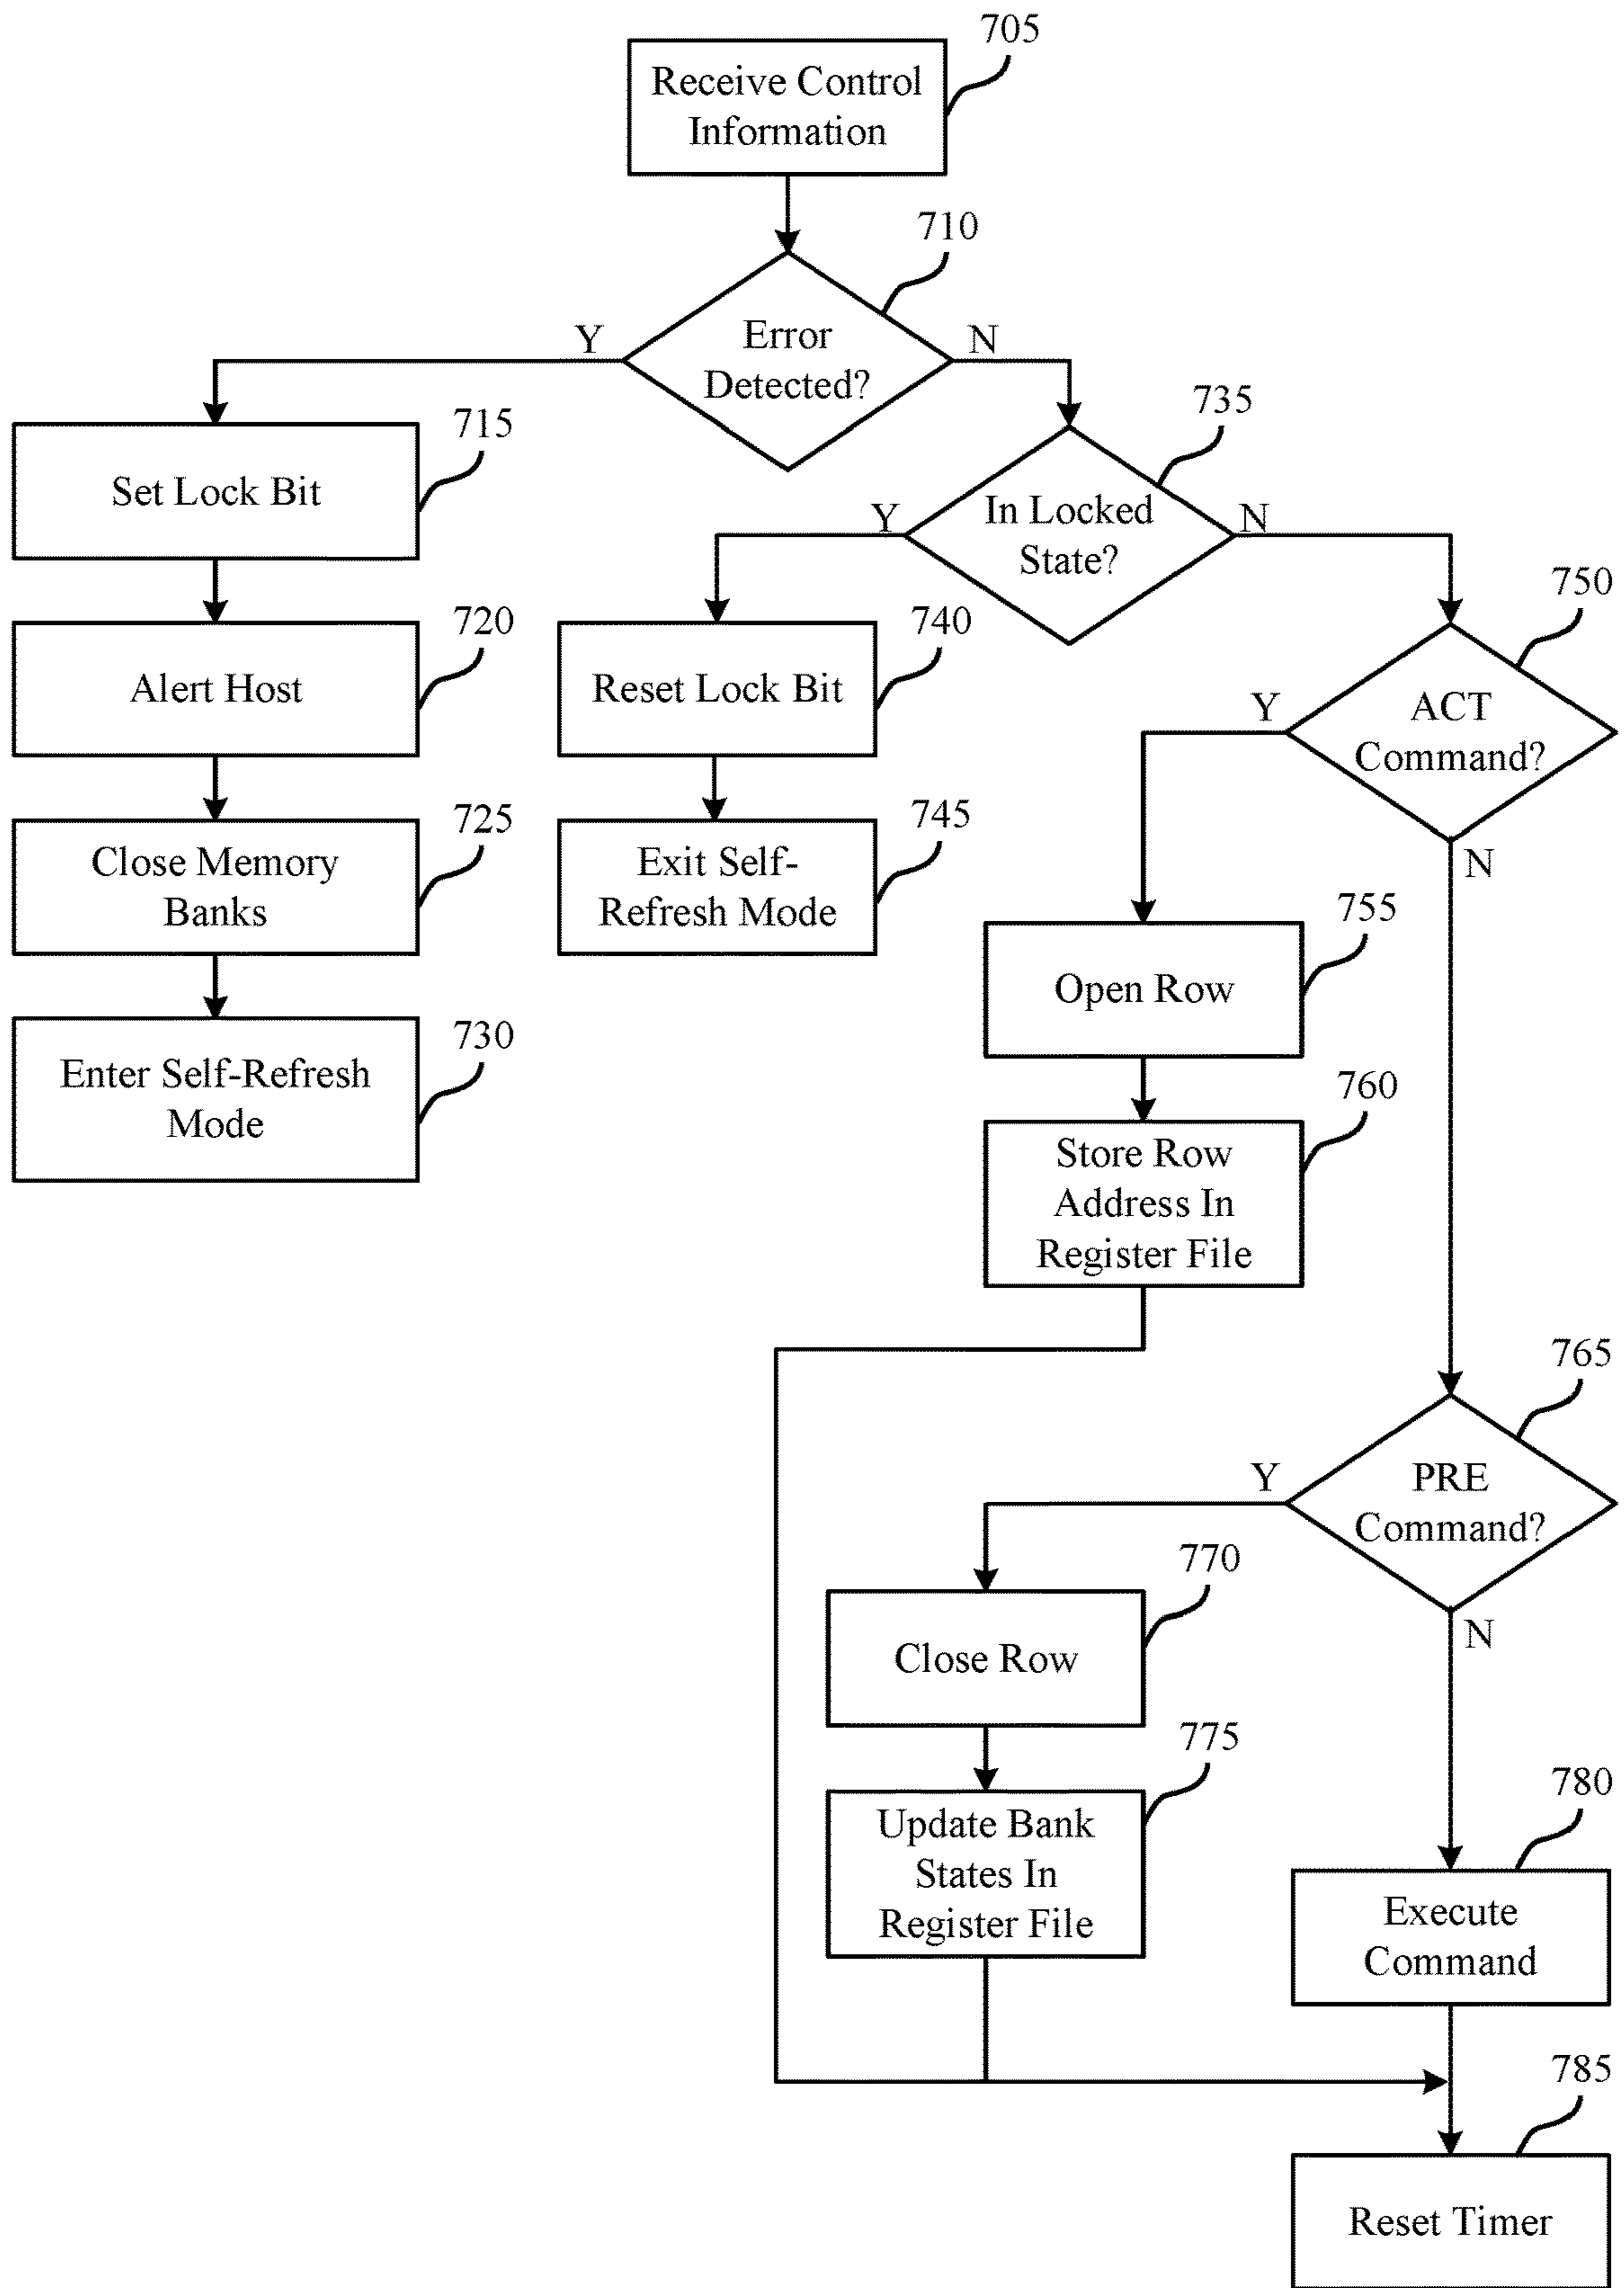 705
Receive Control
Information
710
Error
Detected?
Y
N
715
Set Lock Bit
735
In Locked
State?
Y
N
720
Alert Host
740
Reset Lock Bit
750
ACT
Command?
Y
N
725
Close Memory
Banks
745
Exit Self-
Refresh Mode
755
Open Row
730
Enter Self-Refresh
Mode
760
Store Row
Address In
Register File
765
PRE
Command?
Y
N
770
Close Row
775
Update Bank
States In
Register File
780
Execute
Command
785
Reset Timer